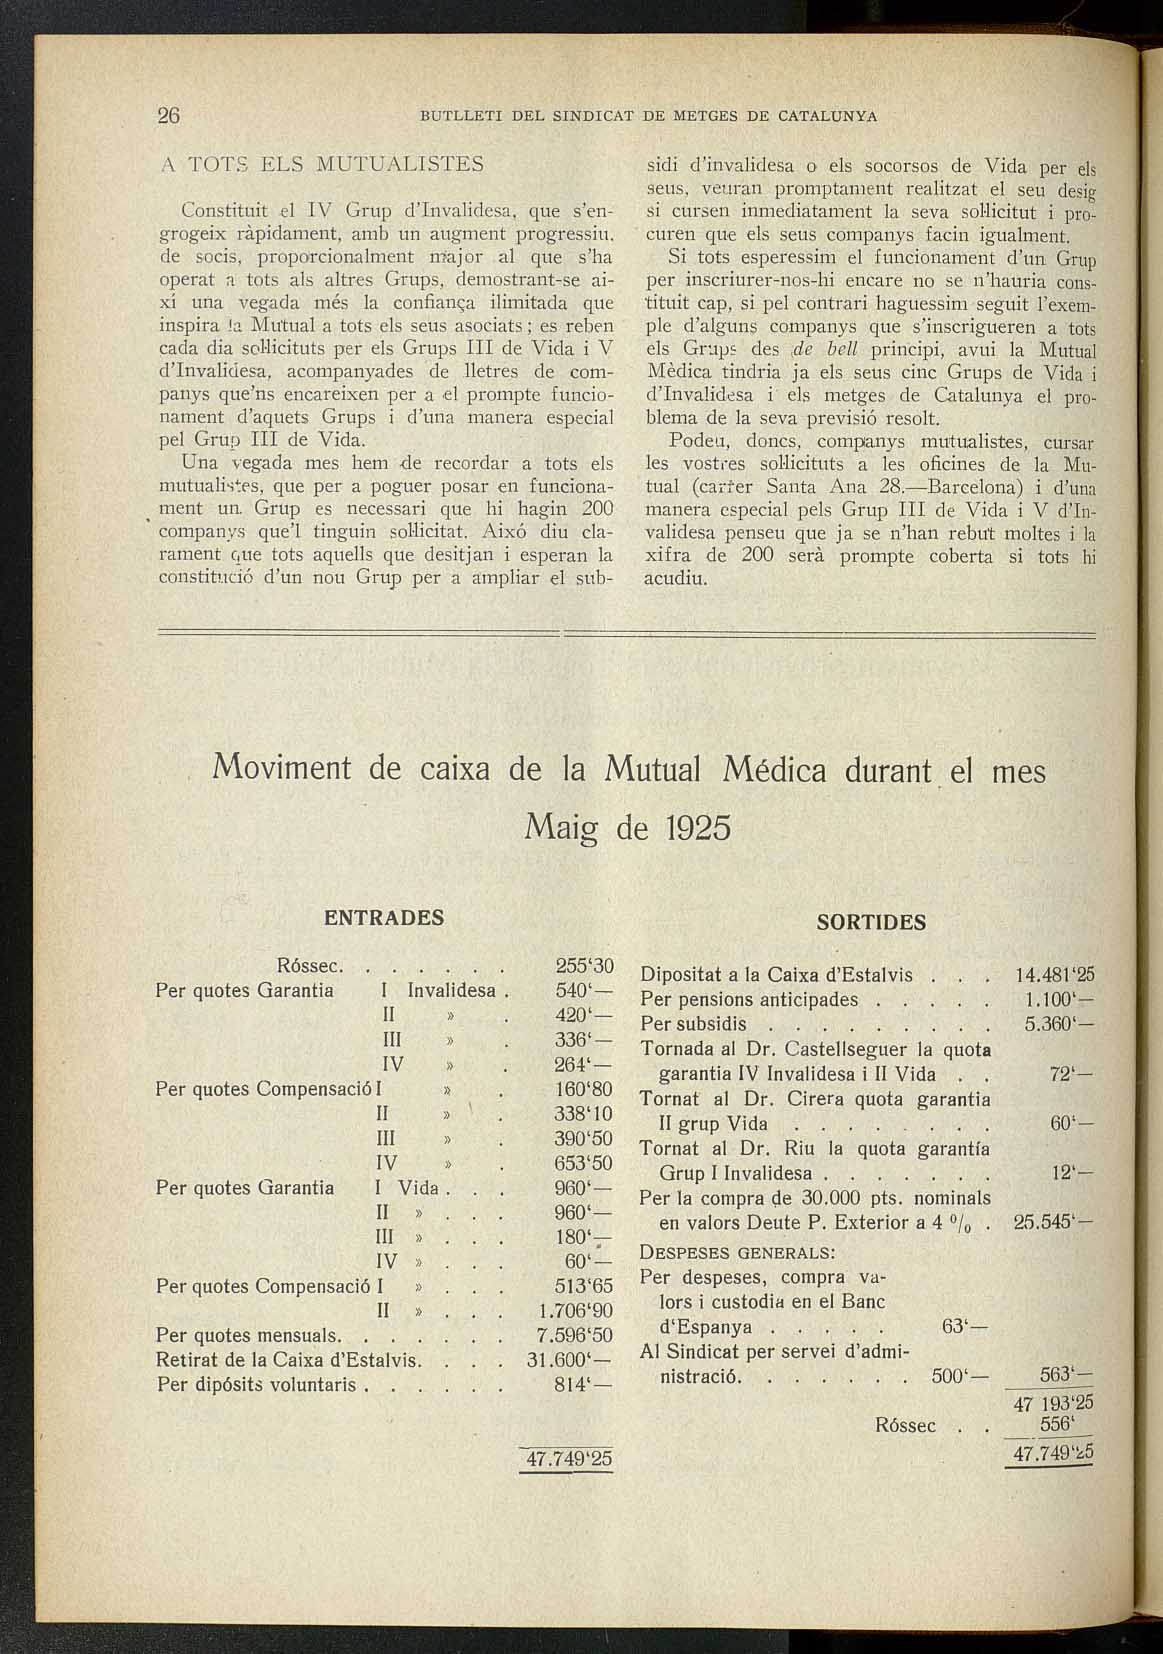 26
BUTLLETI DEL SINDICAT DE METGES DE CATALUNYA
A TOTS ELS MUTUALISTES
Constituit el IV Grup d'Invalidesa, que s'en-
grogeix ràpidament, amb un augment progressiu,
de socis, proporcionalment major al que s'ha
operat a tots als altres Grups, demostrant-se ai-
xí una vegada més la confiança ilimitada que
inspira la Mutual a tots els seus asociats; es reben
cada dia sol·licituts per els Grups III de Vida i V
d'Invalidesa, acompanyades de lletres de com-
panys que'ns encareixen per a el prompte funcio-
nament d'aquets Grups i d'una manera especial
pel Grup III de Vida.
Una vegada mes hem de recordar a tots els
mutualistes, que per a poguer posar en funciona-
ment un Grup es necessari que hi hagin 200
companys que'l tinguin sol·licitat. Aixó diu cla-
rament que tots aquells que desitjan i esperan la
constitució d'un nou Grup per a ampliar el sub-
sidi d'invalidesa o els socorsos de Vida per els
seus, veuran promptament realitzat el seu desig
si cursen inmediatament la seva sol·licitut i pro-
curen que els seus companys facin igualment.
Si tots esperessim el funcionament d'un Grup
per inscriurer-nos-hi encare no se n'hauria cons-
tituit cap, si pel contrari haguessim seguit l'exem-
ple d'alguns companys que s'inscrigueren a tots
els Grups des de bell principi, avui la Mutual
Mèdica tindria ja els seus cinc Grups de Vida i
d'Invalidesa i els metges de Catalunya el pro-
blema de la seva previsió resolt.
Podeu, doncs, companys mutualistes, cursar
les vostres sol·licituts a les oficines de la Mu-
tual (carrer Santa Ana 28.—Barcelona) i d'una
manera especial pels Grup III de Vida i V d'In-
validesa penseu que ja se n'han rebut moltes i la
xifra de 200 serà prompte coberta si tots hi
acudiu.
Moviment de caixa de la Mutual Médica durant el mes
Maig de 1925
ENTRADES
Róssec. . . . . . . 255‘30
Per quotes Garantia I Invalidesa . 540‘—
II » . 420‘—
III » . 336‘—
IV » . 264‘—
Per quotes Compensació I » . 160‘80
II » . 338‘10
III » . 390‘50
IV » . 653‘50
Per quotes Garantia I Vida . . . 960‘—
II » . . . 960‘—
III » . . . 180‘—
IV » . . . 60‘—
Per quotes Compensació I » . . . 513‘65
II » . . . 1.706‘90
Per quotes mensuals. . . . . . . 7.596‘50
Retirat de la Caixa d'Estalvis. . . . 31.600‘—
Per dipósits voluntaris . . . . . . 814‘—
47.749‘25
SORTIDES
Dipositat a la Caixa d'Estalvis . . . 14.481‘25
Per pensions anticipades . . . . . 1.100‘—
Per subsidis . . . . . . . . . 5.360‘—
Tornada al Dr. Castellseguer la quota
garantia IV Invalidesa i II Vida . . 72‘—
Tornat al Dr. Cirera quota garantia
II grup Vida . . . . . . . . 60‘—
Tornat al Dr. Riu la quota garantía
Grup I Invalidesa . . . . . . . 12‘—
Per la compra de 30.000 pts. nominals
en valors Deute P. Exterior a 4 % . 25.545‘—
DESPESES GENERALS:
Per despeses, compra va-
lors i custodia en el Banc
d‘Espanya . . . . . 63‘—
Al Sindicat per servei d'admi-
nistració. . . . . . . 500‘— 563‘—
47 193‘25
Róssec . . 556‘
47.749‘25